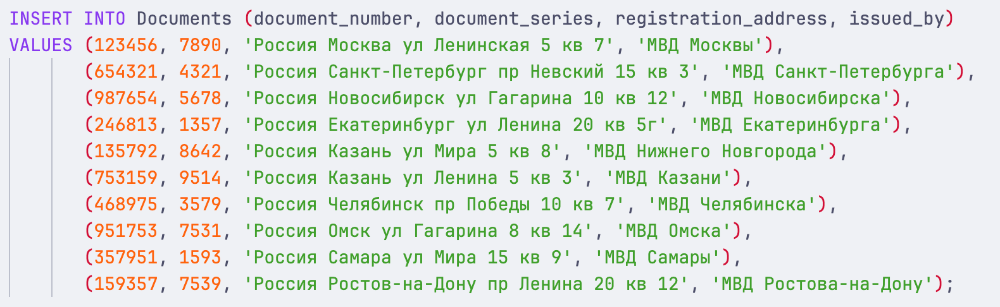 INSERT INTO Documents (document_number, document_series, registration_address, issued_by)
VALUES (123456, 7890, 'Россия Москва ул Ленинская 5 кв 7', 'МВД Москвы'),
(654321, 4321, 'Россия Санкт-Петербург пр Невский 15 кв 3', 'МВД Санкт-Петербурга'),
(987654, 5678, 'Россия Новосибирск ул Гагарина 10 кв 12', 'МВД Новосибирска'),
(246813, 1357, 'Россия Екатеринбург ул Ленина 20 кв 5г', 'МВД Екатеринбурга'),
(135792, 8642, 'Россия Казань ул Мира 5 кв 8', 'МВД Нижнего Новгорода'),
(753159, 9514, 'Россия Казань ул Ленина 5 кв 3', 'МВД Казани'),
(468975, 3579, 'Россия Челябинск пр Победы 10 кв 7', 'МВД Челябинска'),
(951753, 7531, 'Россия Омск ул Гагарина 8 кв 14', 'МВД Омска'),
(357951, 1593, 'Россия Самара ул Мира 15 кв 9', 'МВД Самары'),
(159357, 7539, 'Россия Ростов-на-Дону пр Ленина 20 кв 12', 'МВД Ростова-на-Дону');